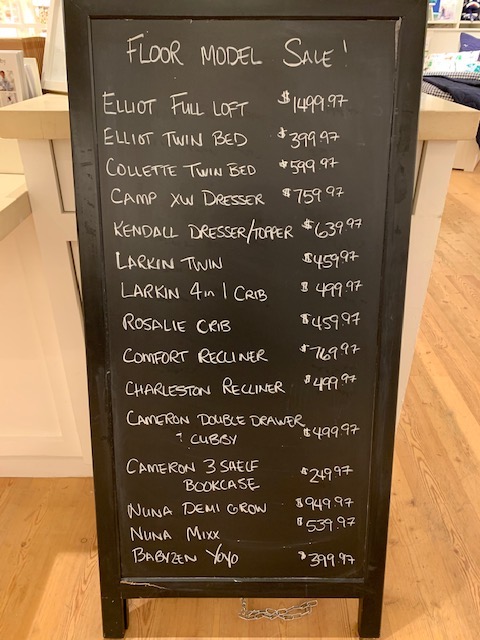 FLOOR MODEL SALE!
ELLIOT FULL LOFT $1499.97
ELLIOT TWIN BED $399.97
COLLETTE TWIN BED $599.97
CAMP XW DRESSER $759.97
KENDALL DRESSER/TOPPER $639.97
LARKIN TWIN $459.97
LARKIN 4 in 1 CRIB $499.97
ROSALIE CRIB $459.97
COMFORT RECLINER $769.97
CHARLESTON RECLINER $499.97
CAMERON DOUBLE DRAWER
CUBBY $499.97
CAMERON 3 SHELF
BOOKCASE $249.97
NUNA DEMI GROW $949.97
NUNA MIXX $539.97
BABYZEN YOYO $399.97